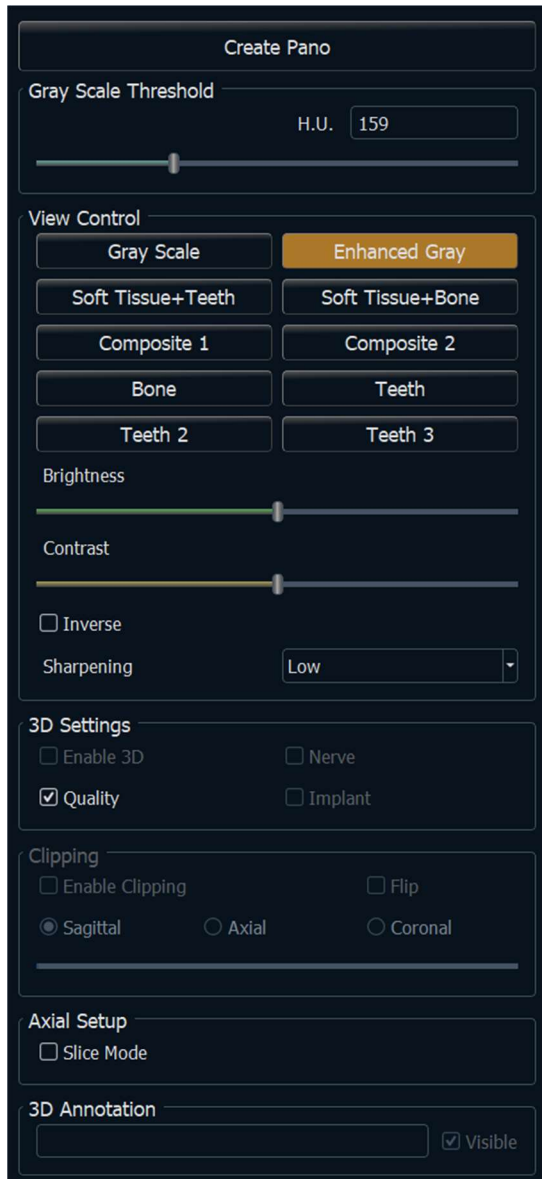 Create Pano
Gray Scale Threshold
H.U. 159
View Control
Gray Scale Enhanced Gray
Soft Tissue+Teeth Soft Tissue+Bone
Composite 1 Composite 2
Bone Teeth
Teeth 2 Teeth 3
Brightness
Contrast
Inverse
Sharpening Low
3D Settings
Enable 3D Nerve
Quality Implant
Clipping
Enable Clipping Flip
Sagittal Axial Coronal
Axial Setup
Slice Mode
3D Annotation
Visible